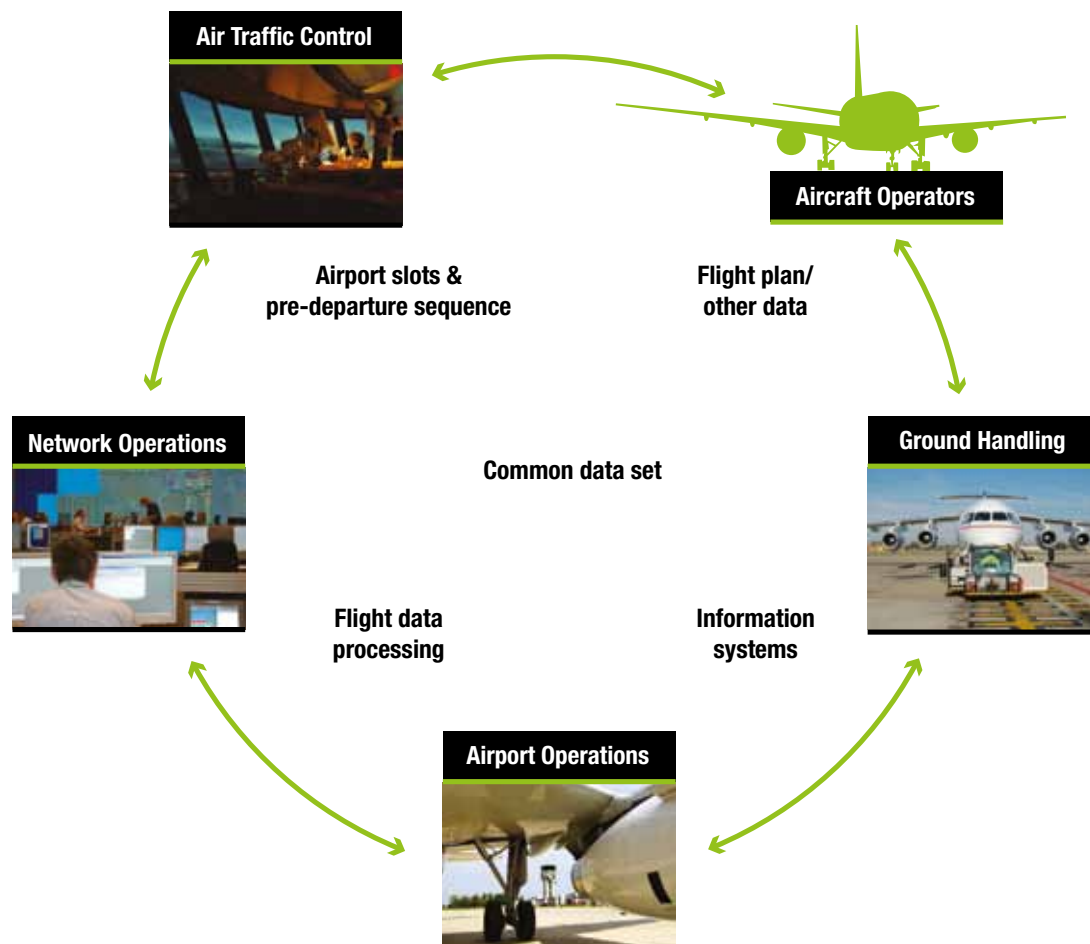 Air Traffic Control
Aircraft Operators
Airport slots &
pre-departure sequence
Flight plan/
other data
Network Operations
Ground Handling
Common data set
Flight data
processing
Information
systems
Airport Operations